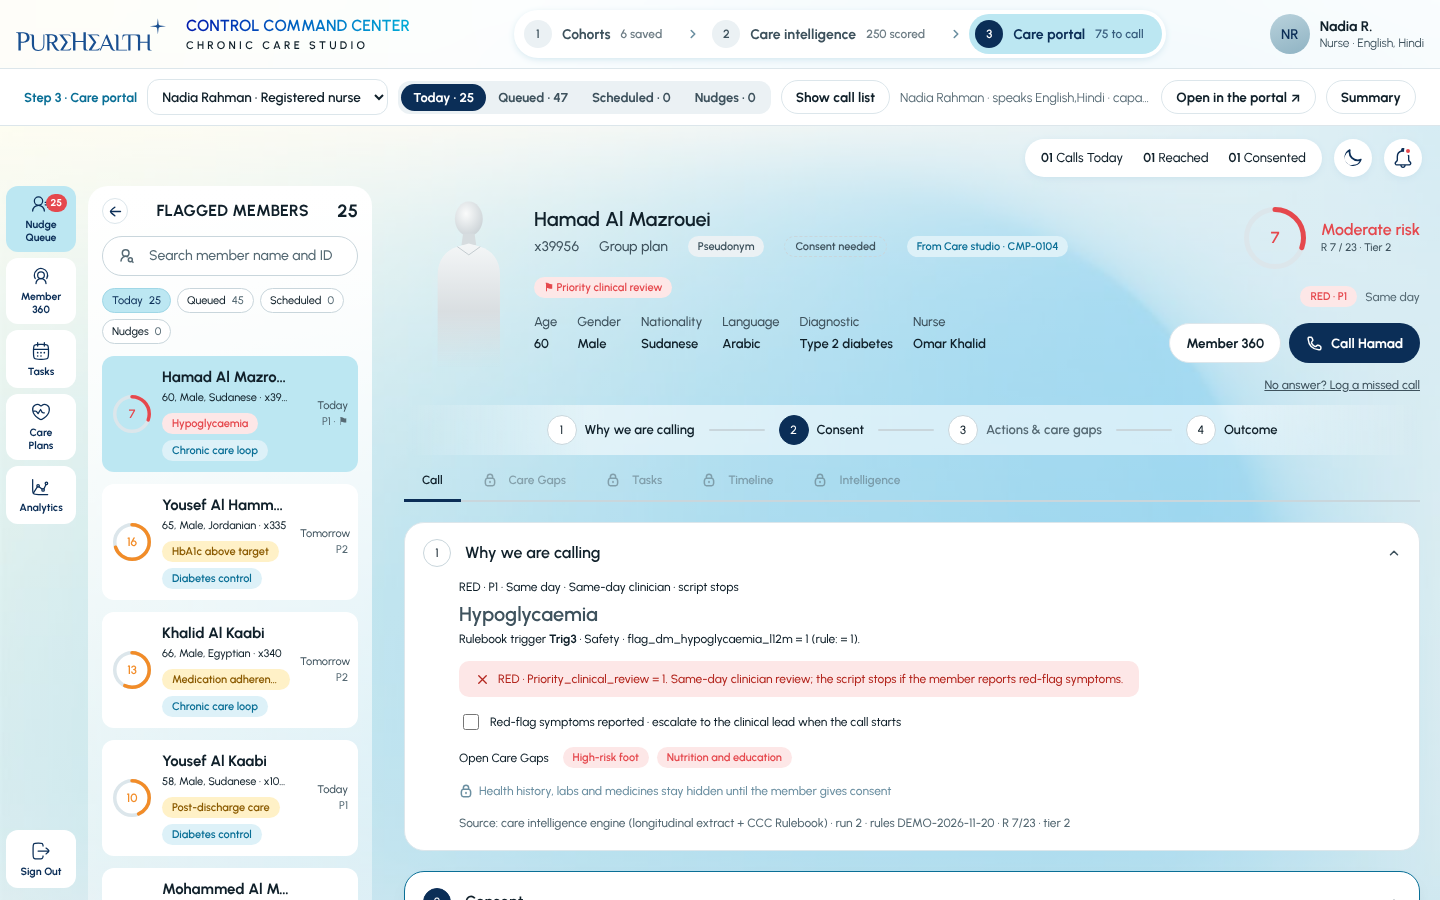 PUREHEALTH
CONTROL COMMAND CENTER
CHRONIC CARE STUDIO
1 Cohorts 6 saved
2 Care intelligence 250 scored
3 Care portal 75 to call
NR
Nadia R.
Nurse · English, Hindi
Step 3 · Care portal
Nadia Rahman · Registered nurse
Today · 25
Queued · 47
Scheduled · 0
Nudges · 0
Show call list
Nadia Rahman · speaks English,Hindi · capa...
Open in the portal ↗
Summary
01 Calls Today
01 Reached
01 Consented
25
Nudge
Queue
Member
360
Tasks
Care
Plans
Analytics
Sign Out
FLAGGED MEMBERS 25
Search member name and ID
Today 25
Queued 45
Scheduled 0
Nudges 0
Hamad Al Mazro...
60, Male, Sudanese · x39...
7
Hypoglycaemia
Chronic care loop
Today
P1 · ⚑
Yousef Al Hamm...
65, Male, Jordanian · x335
16
HbA1c above target
Diabetes control
Tomorrow
P2
Khalid Al Kaabi
66, Male, Egyptian · x340
13
Medication adheren...
Chronic care loop
Tomorrow
P2
Yousef Al Kaabi
58, Male, Sudanese · x10...
10
Post-discharge care
Diabetes control
Today
P1
Mohammed Al M...
Hamad Al Mazrouei
x39956 Group plan Pseudonym Consent needed From Care studio · CMP-0104
⚑ Priority clinical review
Age Gender Nationality Language Diagnostic Nurse
60 Male Sudanese Arabic Type 2 diabetes Omar Khalid
7
Moderate risk
R 7 / 23 · Tier 2
RED · P1 Same day
Member 360
Call Hamad
No answer? Log a missed call
1 Why we are calling
2 Consent
3 Actions & care gaps
4 Outcome
Call
Care Gaps
Tasks
Timeline
Intelligence
1 Why we are calling
RED · P1 · Same day · Same-day clinician · script stops
Hypoglycaemia
Rulebook trigger Trig3 · Safety · flag_dm_hypoglycaemia_l12m = 1 (rule: = 1).
RED · Priority_clinical_review = 1. Same-day clinician review; the script stops if the member reports red-flag symptoms.
Red-flag symptoms reported · escalate to the clinical lead when the call starts
Open Care Gaps High-risk foot Nutrition and education
Health history, labs and medicines stay hidden until the member gives consent
Source: care intelligence engine (longitudinal extract + CCC Rulebook) · run 2 · rules DEMO-2026-11-20 · R 7/23 · tier 2
2 Consent